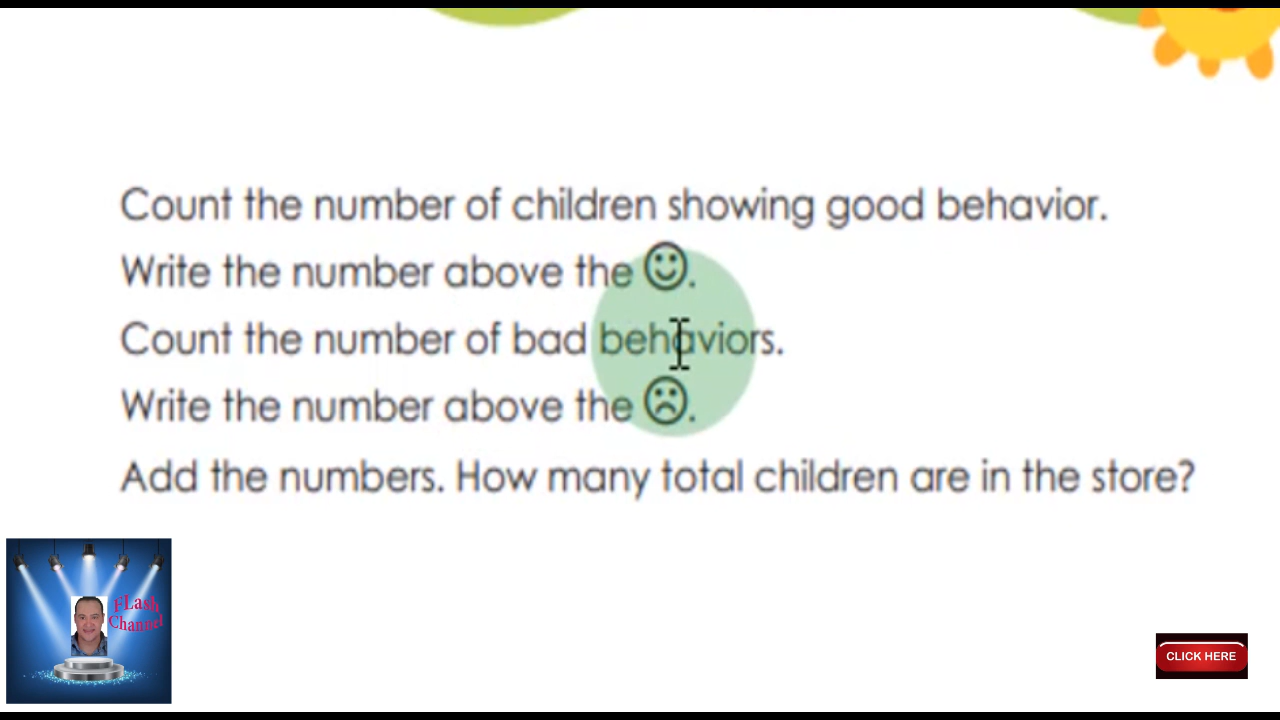 Count the number of children showing good behavior.
Write the number above the ☺.
Count the number of bad behaviors.
Write the number above the ☹.
Add the numbers. How many total children are in the store?
FLash
Channel
CLICK HERE